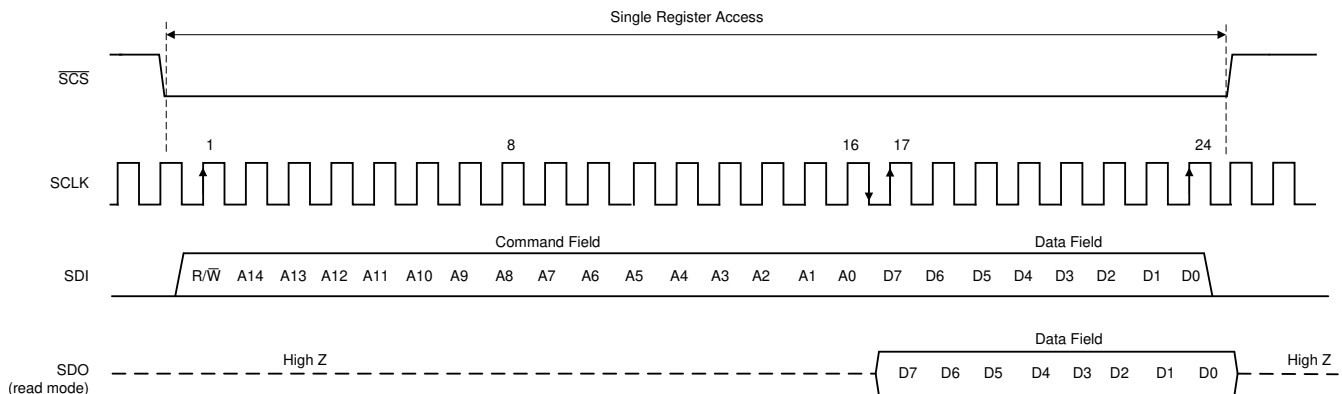 Single Register Access
SCS
1 8 16 17 24
SCLK
Command Field Data Field
SDI R/W A14 A13 A12 A11 A10 A9 A8 A7 A6 A5 A4 A3 A2 A1 A0 D7 D6 D5 D4 D3 D2 D1 D0
Data Field
SDO High Z D7 D6 D5 D4 D3 D2 D1 D0 High Z
(read mode)